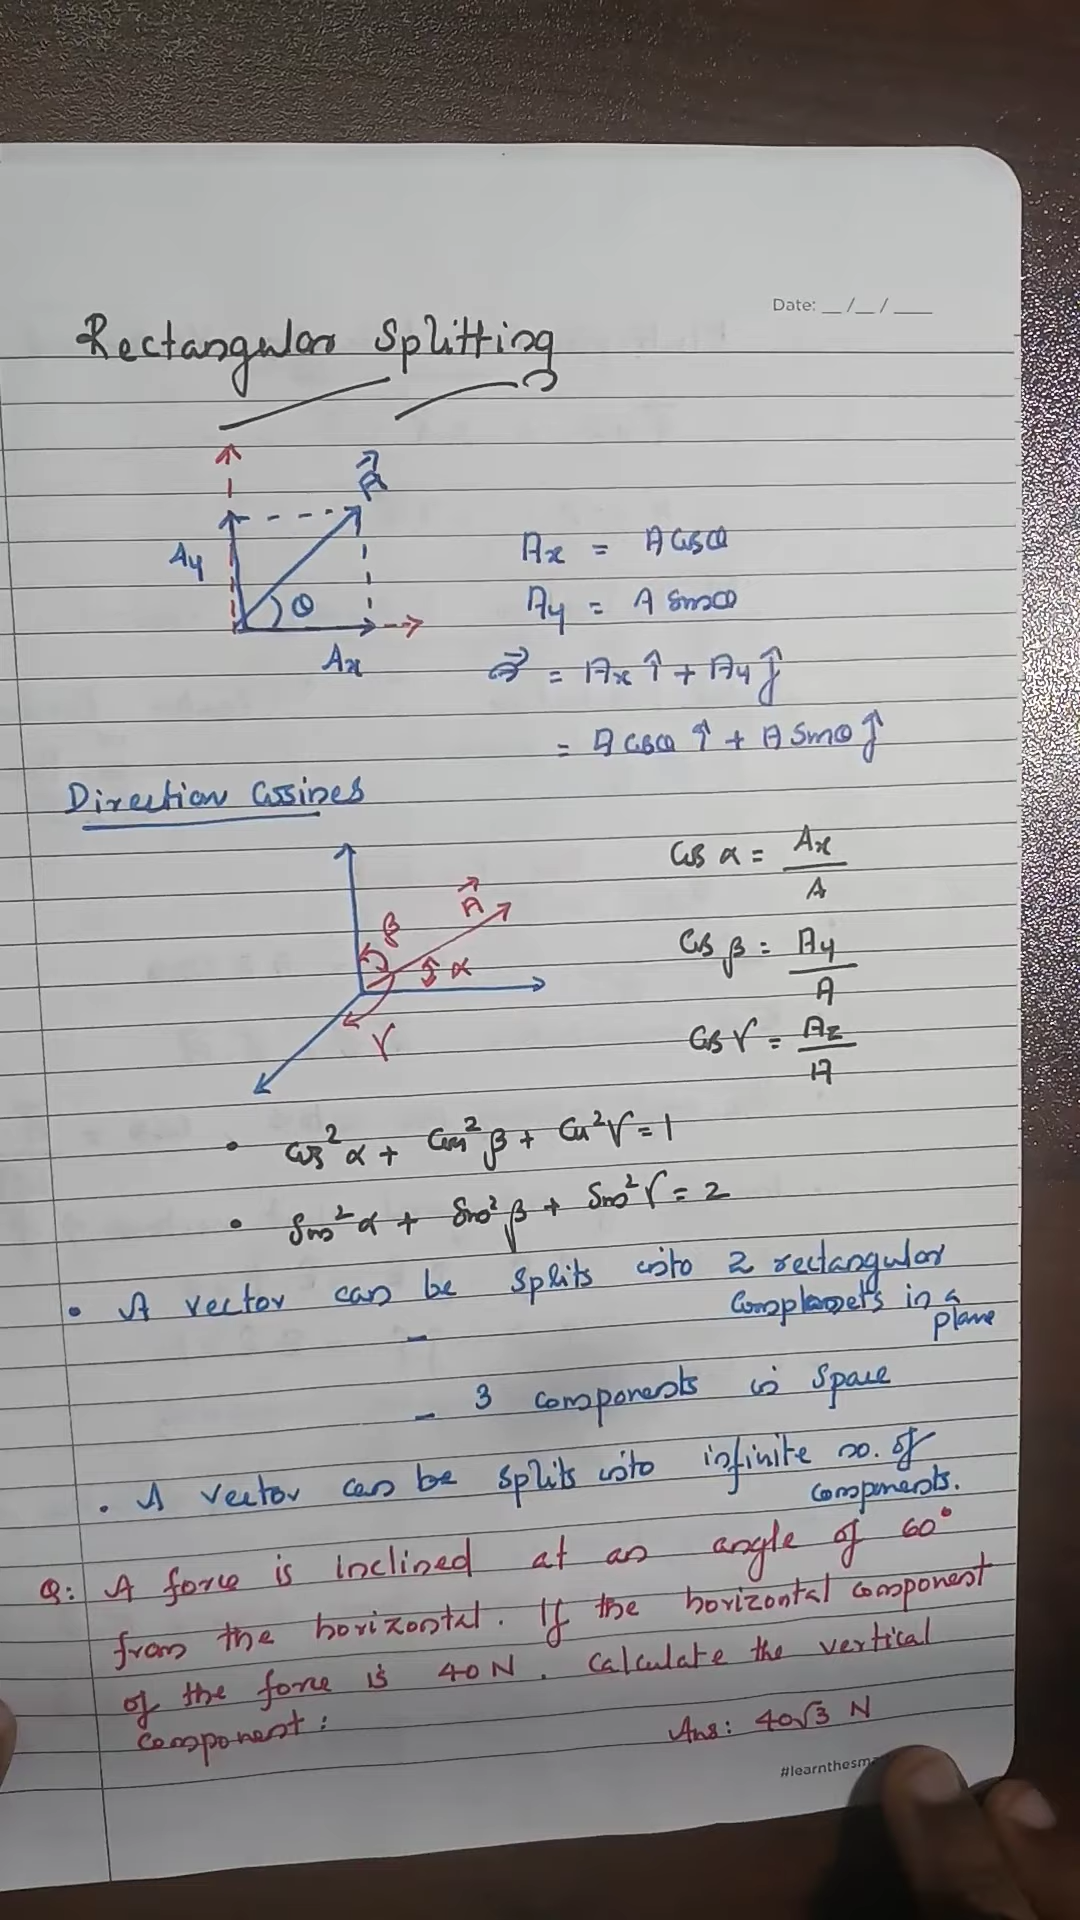 Date: __/__/___
Rectangular Splitting
A⃗
Ay
θ
Ax
Ax = A cosθ
Ay = A sinθ
A⃗ = Ax î + Ay ĵ
= A cosθ î + A sinθ ĵ
Direction Cosines
β
A⃗
α
γ
Cos α = Ax/A
Cos β = Ay/A
Cos γ = Az/A
• cos²α + cos²β + cos²γ = 1
• Sin²α + Sin²β + Sin²γ = 2
• A vector can be splits into 2 rectangular
components in a
plane
– 3 components in space
• A vector can be splits into infinite no. of
components.
Q: A force is inclined at an angle of 60°
from the horizontal. If the horizontal component
of the force is 40 N. Calculate the vertical
component:
Ans: 40√3 N